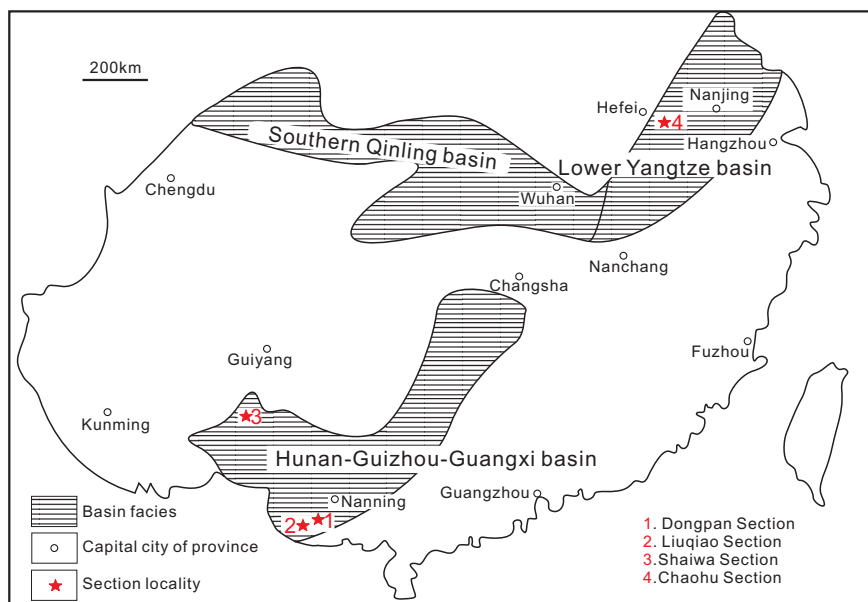 200km
Hefei
Nanjing
4
Hangzhou
Southern Qinling basin
Lower Yangtze basin
Chengdu
Wuhan
Nanchang
Changsha
Guiyang
Fuzhou
3
Kunming
Hunan-Guizhou-Guangxi basin
Nanning
Guangzhou
2
1
Basin facies
Capital city of province
Section locality
1. Dongpan Section
2. Liuqiao Section
3.Shaiwa Section
4.Chaohu Section